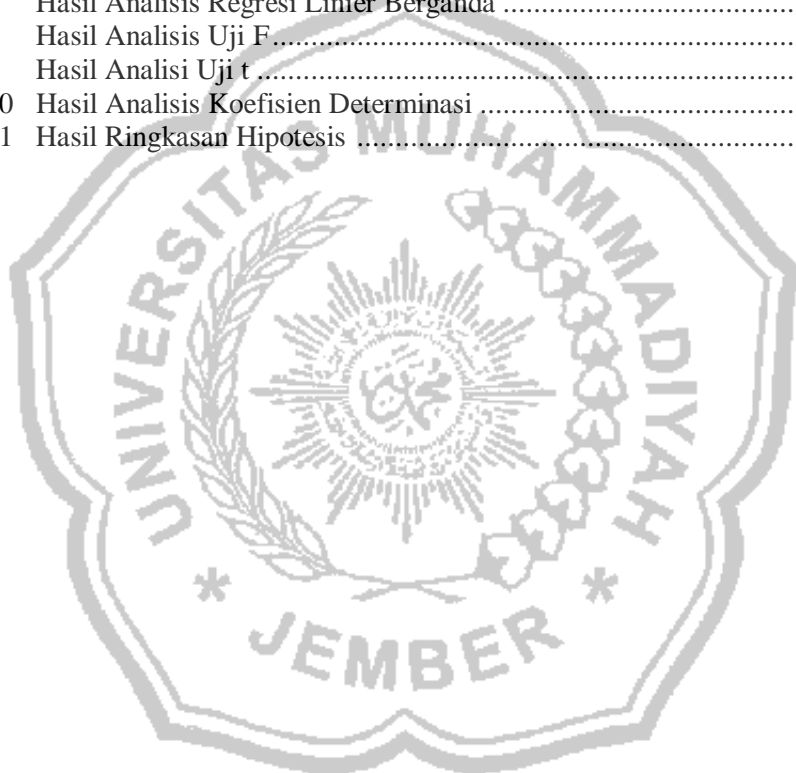 Hasil Analisis Regresi Linier Berganda ..........................................
Hasil Analisis Uji F..............................................................................
Hasil Analisi Uji t ................................................................................
0 Hasil Analisis Koefisien Determinasi ..............................................
1 Hasil Ringkasan Hipotesis ................................................................
UNIVERSITAS MUHAMMADIYAH
* JEMBER *